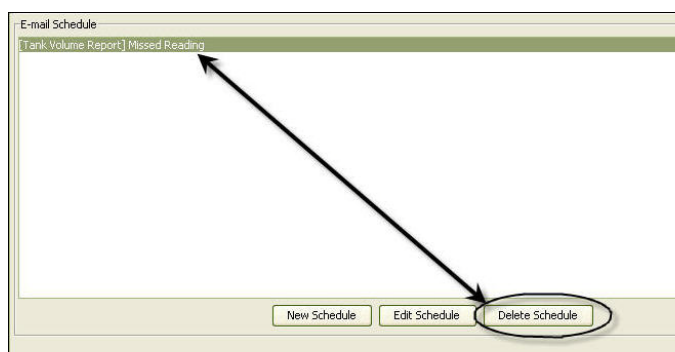 E-mail Schedule
[Tank Volume Report] Missed Reading
New Schedule Edit Schedule Delete Schedule